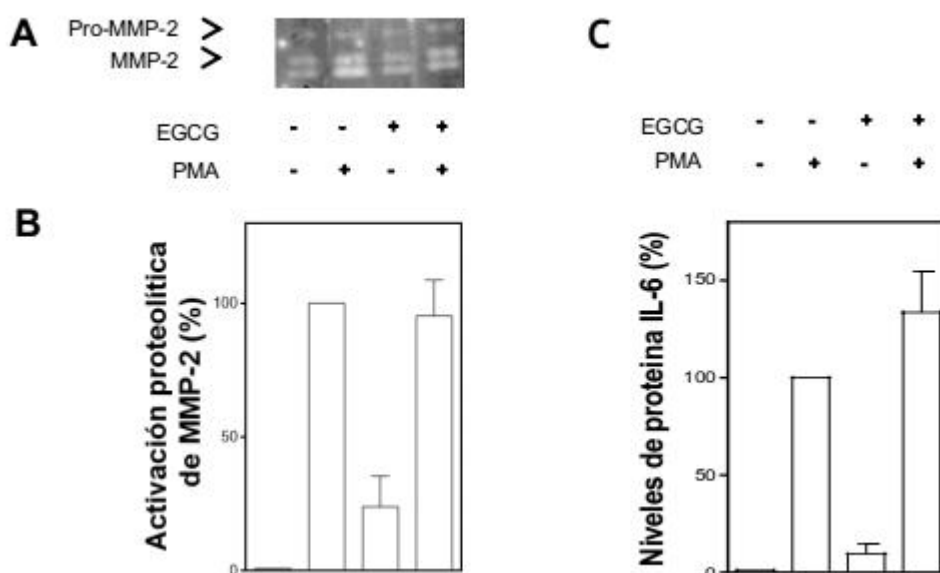 A
Pro-MMP-2 >
MMP-2 >
EGCG - - + +
PMA - + - +
B
Activación proteolítica
de MMP-2 (%)
100
50
0
C
EGCG - - + +
PMA - + - +
Niveles de proteina IL-6 (%)
150
100
50
0